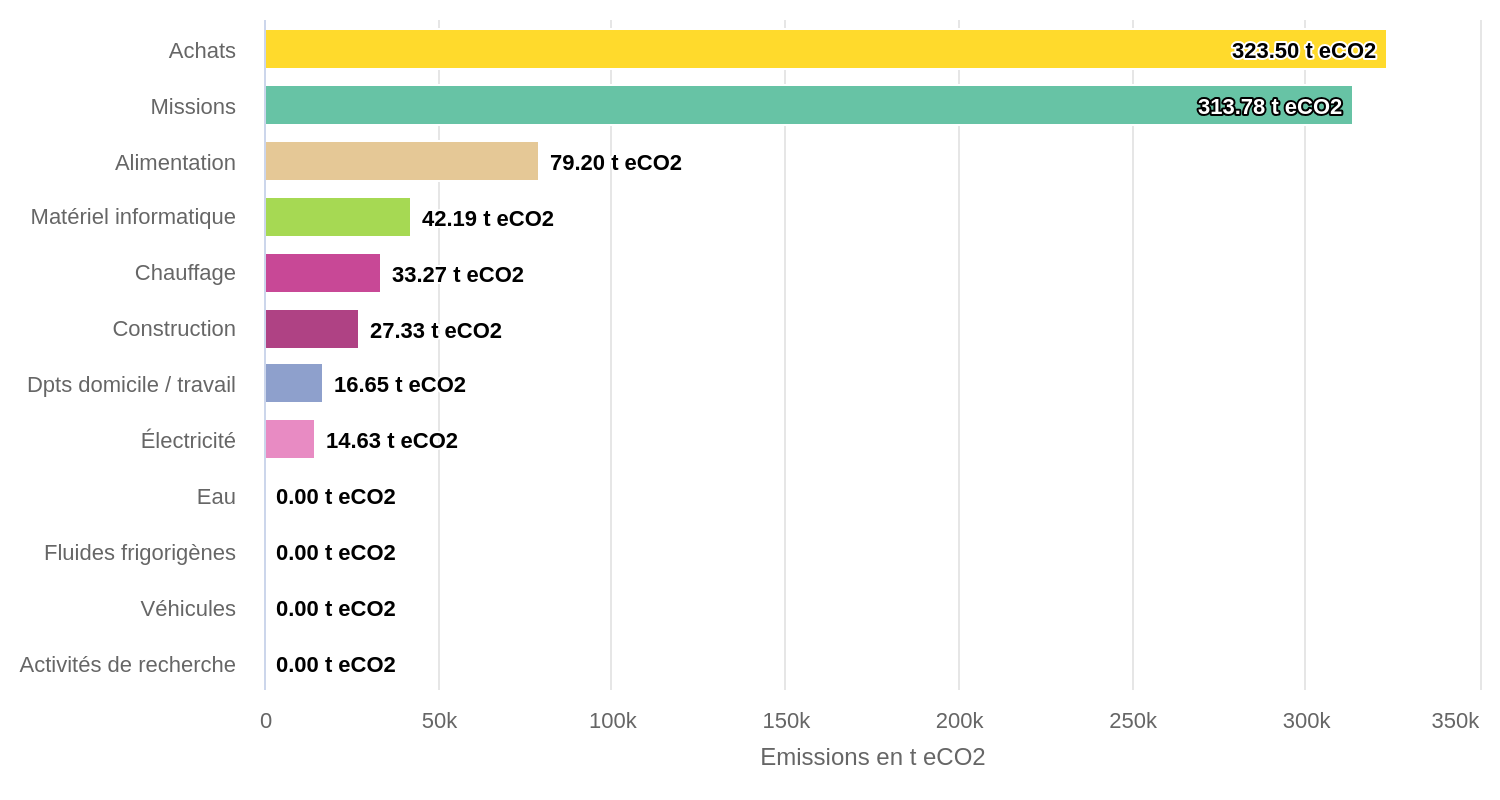 Achats 323.50 t eCO2
Missions 313.78 t eCO2
Alimentation 79.20 t eCO2
Matériel informatique 42.19 t eCO2
Chauffage 33.27 t eCO2
Construction 27.33 t eCO2
Dpts domicile / travail 16.65 t eCO2
Électricité 14.63 t eCO2
Eau 0.00 t eCO2
Fluides frigorigènes 0.00 t eCO2
Véhicules 0.00 t eCO2
Activités de recherche 0.00 t eCO2
0 50k 100k 150k 200k 250k 300k 350k
Emissions en t eCO2